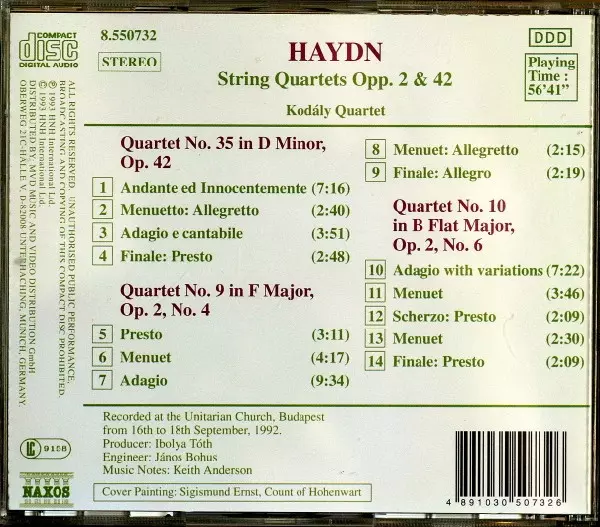 COMPACT
disc
DIGITAL AUDIO
8.550732
STEREO
HAYDN
String Quartets Opp. 2 & 42
Kodály Quartet
DDD
Playing
Time :
56'41”
Quartet No. 35 in D Minor,
Op. 42
1 Andante ed Innocentemente (7:16)
2 Menuetto: Allegretto (2:40)
3 Adagio e cantabile (3:51)
4 Finale: Presto (2:48)
Quartet No. 9 in F Major,
Op. 2, No. 4
5 Presto (3:11)
6 Menuet (4:17)
7 Adagio (9:34)
8 Menuet: Allegretto (2:15)
9 Finale: Allegro (2:19)
Quartet No. 10
in B Flat Major,
Op. 2, No. 6
10 Adagio with variations (7:22)
11 Menuet (3:46)
12 Scherzo: Presto (2:09)
13 Menuet (2:30)
14 Finale: Presto (2:09)
Recorded at the Unitarian Church, Budapest
from 16th to 18th September, 1992.
Producer: Ibolya Tóth
Engineer: János Bohus
Music Notes: Keith Anderson
Cover Painting: Sigismund Ernst, Count of Hohenwart
ALL RIGHTS RESERVED. UNAUTHORISED PUBLIC PERFORMANCE,
BROADCASTING AND COPYING OF THIS COMPACT DISC PROHIBITED.
℗ 1993 HNH International Ltd.
© 1993 HNH International Ltd.
DISTRIBUTED BY: MVD MUSIC AND VIDEO DISTRIBUTION GmbH
OBERWEG 21C-HALLE V, D-82008 UNTERHACHING, MUNICH, GERMANY.
LC 9158
NAXOS
4 891030 507326